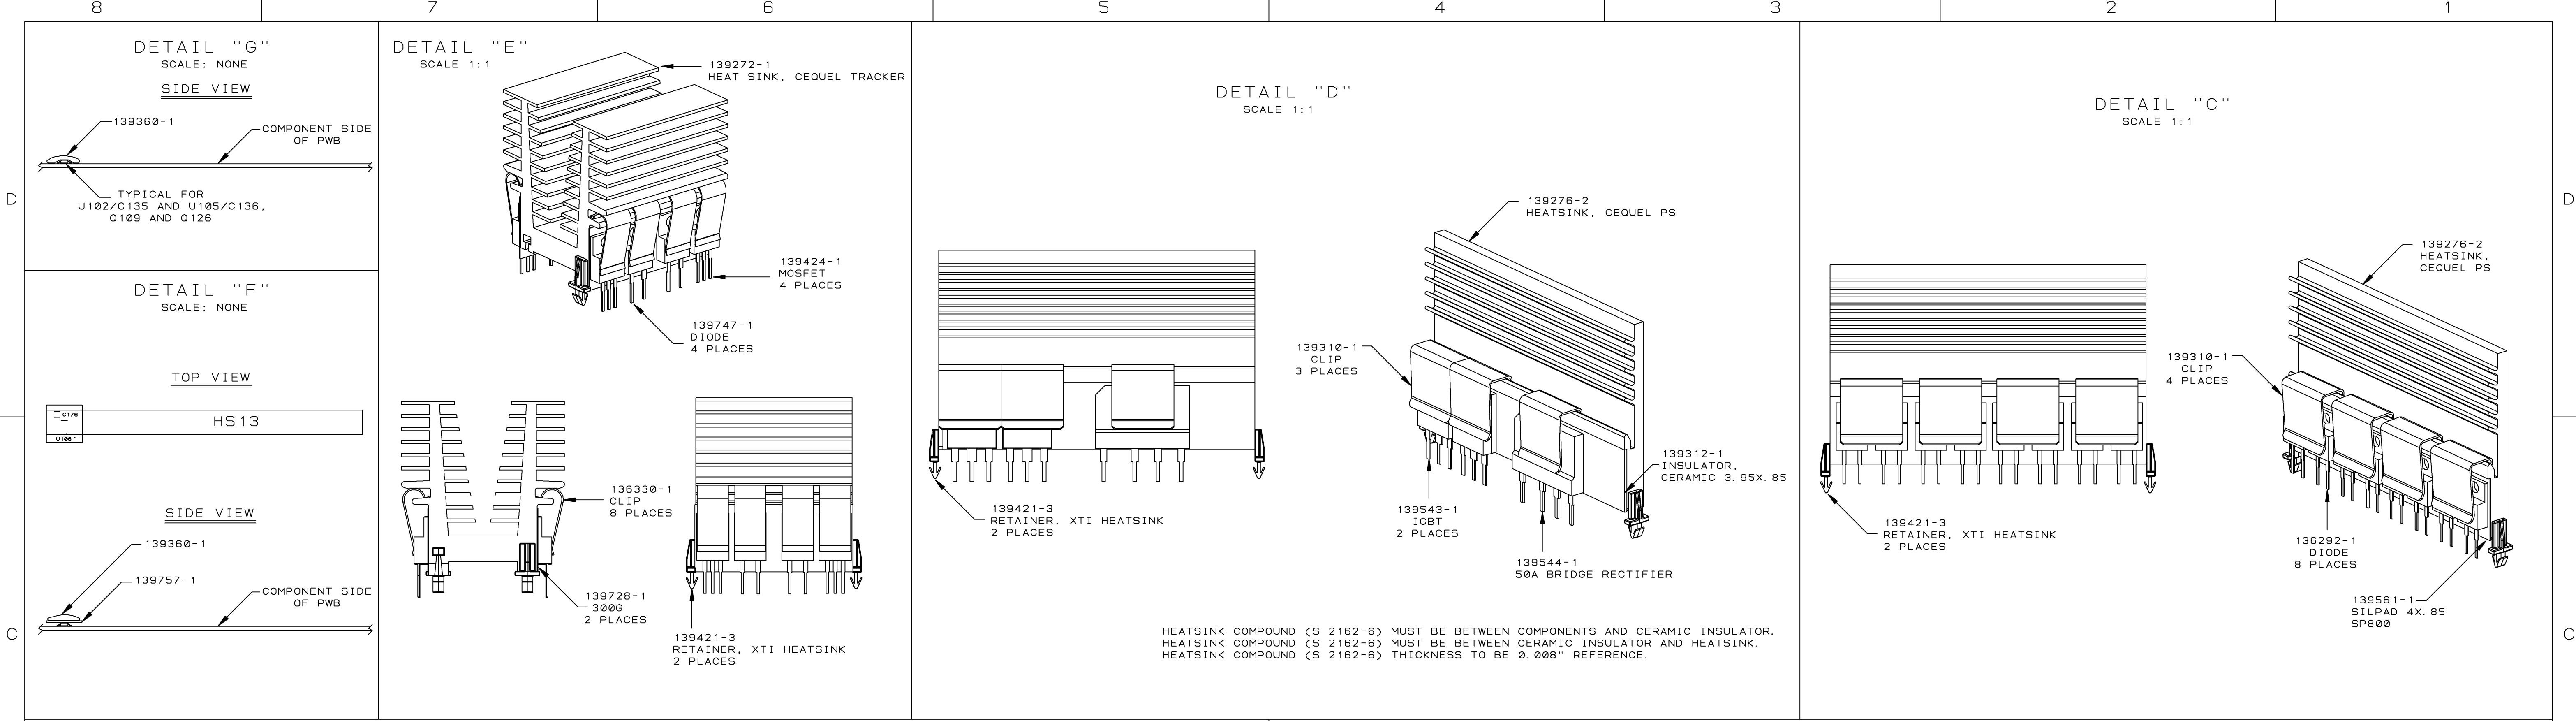 8
7
6
5
4
3
2
1
D
C
D
C
DETAIL "G"
SCALE: NONE
SIDE VIEW
139360-1
COMPONENT SIDE
OF PWB
TYPICAL FOR
U102/C135 AND U105/C136,
Q109 AND Q126
DETAIL "F"
SCALE: NONE
TOP VIEW
C176
U106
HS13
SIDE VIEW
139360-1
139757-1
COMPONENT SIDE
OF PWB
DETAIL "E"
SCALE 1:1
139272-1
HEAT SINK, CEQUEL TRACKER
139424-1
MOSFET
4 PLACES
139747-1
DIODE
4 PLACES
136330-1
CLIP
8 PLACES
139728-1
300G
2 PLACES
139421-3
RETAINER, XTI HEATSINK
2 PLACES
DETAIL "D"
SCALE 1:1
139276-2
HEATSINK, CEQUEL PS
139310-1
CLIP
3 PLACES
139312-1
INSULATOR,
CERAMIC 3.95X.85
139421-3
RETAINER, XTI HEATSINK
2 PLACES
139543-1
IGBT
2 PLACES
139544-1
50A BRIDGE RECTIFIER
HEATSINK COMPOUND (S 2162-6) MUST BE BETWEEN COMPONENTS AND CERAMIC INSULATOR.
HEATSINK COMPOUND (S 2162-6) MUST BE BETWEEN CERAMIC INSULATOR AND HEATSINK.
HEATSINK COMPOUND (S 2162-6) THICKNESS TO BE 0.008" REFERENCE.
DETAIL "C"
SCALE 1:1
139276-2
HEATSINK,
CEQUEL PS
139310-1
CLIP
4 PLACES
139421-3
RETAINER, XTI HEATSINK
2 PLACES
136292-1
DIODE
8 PLACES
139561-1
SILPAD 4X.85
SP800